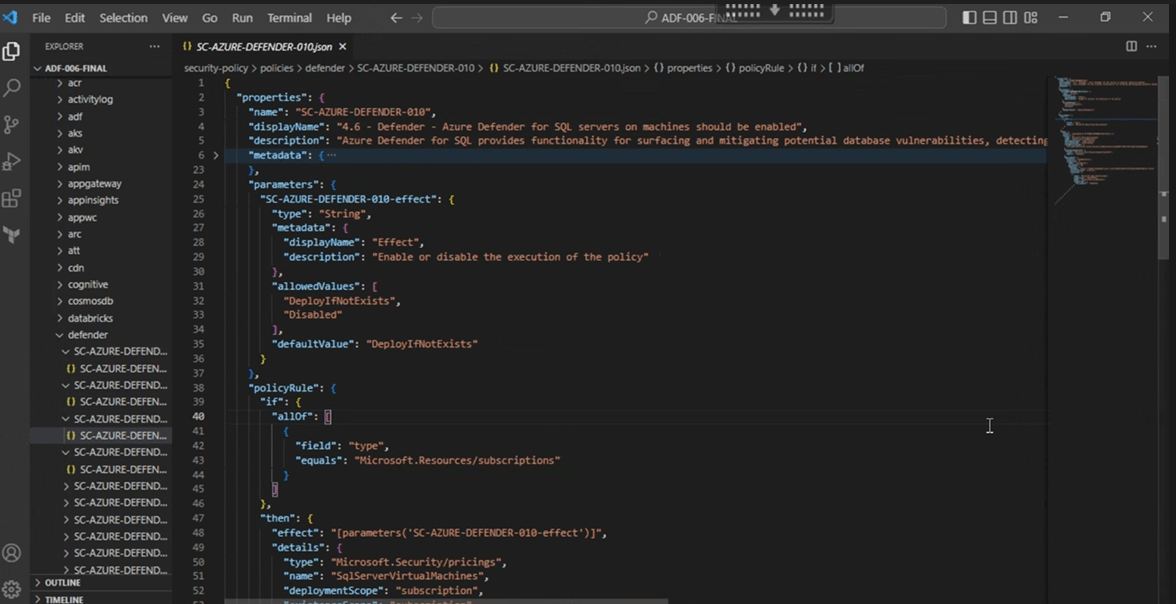 File Edit Selection View Go Run Terminal Help
ADF-006-FINAL
EXPLORER
ADF-006-FINAL
acr
activitylog
adf
aks
akv
apim
appgateway
appinsights
appwc
arc
att
cdn
cognitive
cosmosdb
databricks
defender
SC-AZURE-DEFEND...
{} SC-AZURE-DEFEN...
SC-AZURE-DEFEND...
{} SC-AZURE-DEFEN...
SC-AZURE-DEFEND...
{} SC-AZURE-DEFEN...
SC-AZURE-DEFEND...
{} SC-AZURE-DEFEN...
SC-AZURE-DEFEND...
SC-AZURE-DEFEND...
SC-AZURE-DEFEND...
SC-AZURE-DEFEND...
SC-AZURE-DEFEND...
SC-AZURE-DEFEND...
OUTLINE
TIMELINE
{} SC-AZURE-DEFENDER-010.json
security-policy > policies > defender > SC-AZURE-DEFENDER-010 > {} SC-AZURE-DEFENDER-010.json > {} properties > {} policyRule > {} if > [ ] allOf
1 {
2 "properties": {
3 "name": "SC-AZURE-DEFENDER-010",
4 "displayName": "4.6 - Defender - Azure Defender for SQL servers on machines should be enabled",
5 "description": "Azure Defender for SQL provides functionality for surfacing and mitigating potential database vulnerabilities, detecting
6 "metadata": { ...
23 },
24 "parameters": {
25 "SC-AZURE-DEFENDER-010-effect": {
26 "type": "String",
27 "metadata": {
28 "displayName": "Effect",
29 "description": "Enable or disable the execution of the policy"
30 },
31 "allowedValues": [
32 "DeployIfNotExists",
33 "Disabled"
34 ],
35 "defaultValue": "DeployIfNotExists"
36 }
37 },
38 "policyRule": {
39 "if": {
40 "allOf": [
41 {
42 "field": "type",
43 "equals": "Microsoft.Resources/subscriptions"
44 }
45 ]
46 },
47 "then": {
48 "effect": "[parameters('SC-AZURE-DEFENDER-010-effect')]",
49 "details": {
50 "type": "Microsoft.Security/pricings",
51 "name": "SqlServerVirtualMachines",
52 "deploymentScope": "subscription",